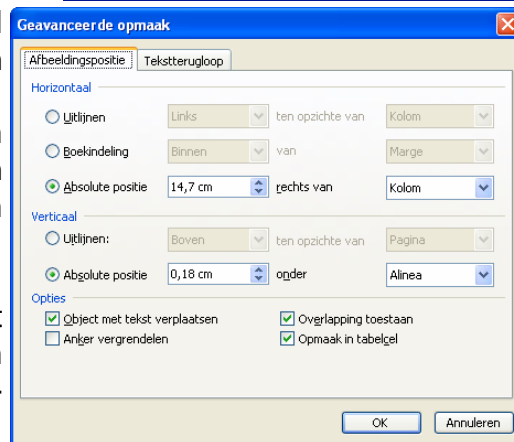 Geavanceerde opmaak
Afbeeldingspositie Tekstterugloop
Horizontaal
Uitlijnen Links ten opzichte van Kolom
Boekindeling Binnen van Marge
Absolute positie 14,7 cm rechts van Kolom
Verticaal
Uitlijnen: Boven ten opzichte van Pagina
Absolute positie 0,18 cm onder Alinea
Opties
Object met tekst verplaatsen Overlapping toestaan
Anker vergrendelen Opmaak in tabelcel
OK Annuleren